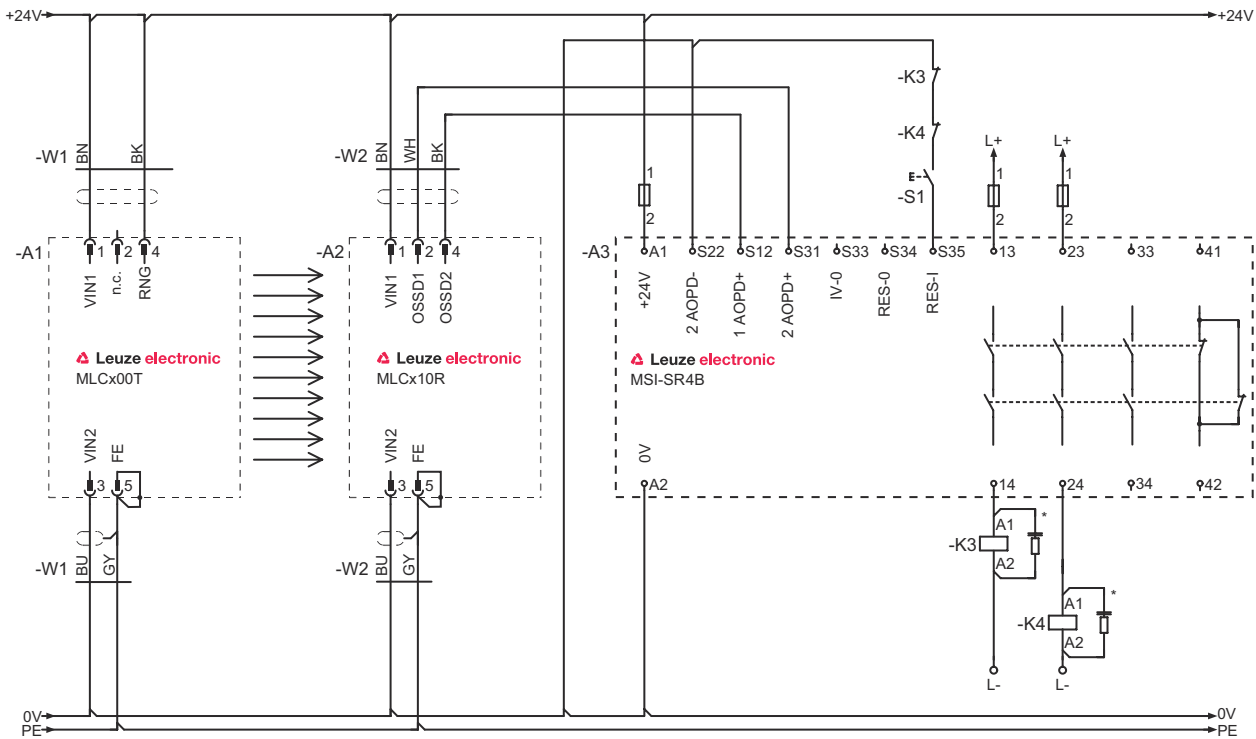 +24V
+24V
-K3
-K4
-S1
L+
L+
-W1
BN
BK
-W2
BN
WH
BK
1
2
1
2
1
2
-A1
1
2
4
-A2
1
2
4
-A3
A1
S22
S12
S31
S33
S34
S35
13
23
33
41
VIN1
n.c.
RNG
VIN1
OSSD1
OSSD2
+24V
2 AOPD-
1 AOPD+
2 AOPD+
IV-0
RES-0
RES-I
Leuze electronic
MLCx00T
Leuze electronic
MLCx10R
Leuze electronic
MSI-SR4B
VIN2
FE
VIN2
FE
0V
3
5
3
5
A2
14
24
34
42
-W1
BU
GY
-W2
BU
GY
-K3
A1
A2
*
-K4
A1
A2
*
L-
L-
0V
0V
PE
PE